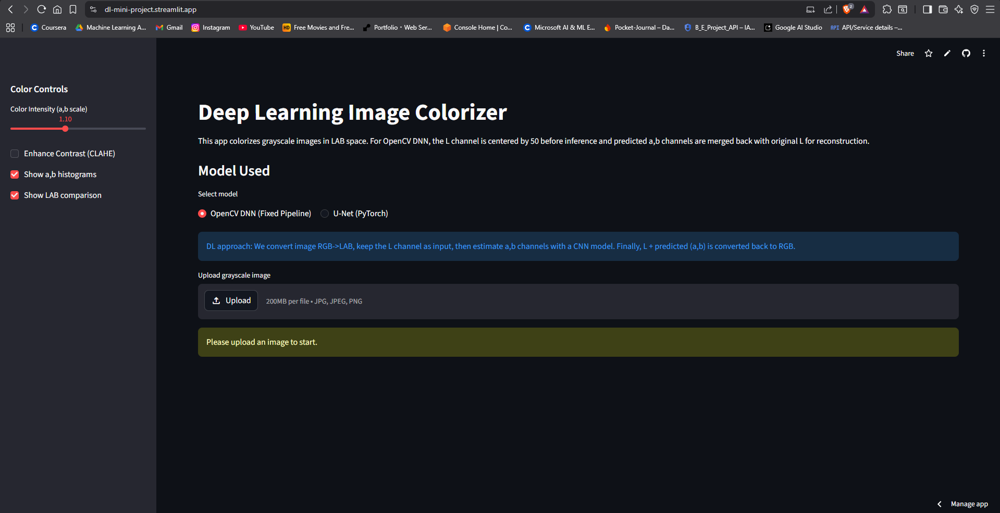 dl-mini-project.streamlit.app
2
Coursera
Machine Learning A...
Gmail
Instagram
YouTube
HD
Free Movies and Fre...
Portfolio · Web Ser...
Console Home | Co...
Microsoft AI & ML E...
Pocket-Journal – Da...
B_E_Project_API – IA...
Google AI Studio
API
API/Service details –...
Share
Color Controls
Color Intensity (a,b scale)
1.10
Enhance Contrast (CLAHE)
Show a,b histograms
Show LAB comparison
Deep Learning Image Colorizer
This app colorizes grayscale images in LAB space. For OpenCV DNN, the L channel is centered by 50 before inference and predicted a,b channels are merged back with original L for reconstruction.
Model Used
Select model
OpenCV DNN (Fixed Pipeline)
U-Net (PyTorch)
DL approach: We convert image RGB->LAB, keep the L channel as input, then estimate a,b channels with a CNN model. Finally, L + predicted (a,b) is converted back to RGB.
Upload grayscale image
Upload
200MB per file • JPG, JPEG, PNG
Please upload an image to start.
Manage app